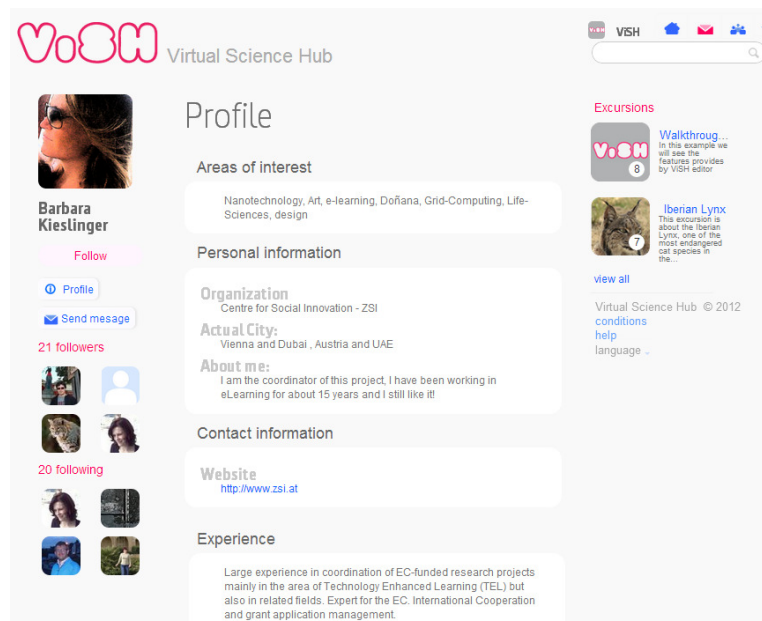 ViSH Virtual Science Hub
ViSH
ViSH
Barbara
Kieslinger
Follow
Profile
Send mesage
21 followers
20 following
Profile
Areas of interest
Nanotechnology, Art, e-learning, Doñana, Grid-Computing, Life-
Sciences, design
Personal information
Organization
Centre for Social Innovation - ZSI
Actual City:
Vienna and Dubai , Austria and UAE
About me:
I am the coordinator of this project, I have been working in
eLearning for about 15 years and I still like it!
Contact information
Website
http://www.zsi.at
Experience
Large experience in coordination of EC-funded research projects
mainly in the area of Technology Enhanced Learning (TEL) but
also in related fields. Expert for the EC. International Cooperation
and grant application management.
Excursions
ViSH
8
Walkthroug...
In this example we
will see the
features provides
by ViSH editor
7
Iberian Lynx
This excursion is
about the Iberian
Lynx, one of the
most endangered
cat species in
the...
view all
Virtual Science Hub © 2012
conditions
help
language